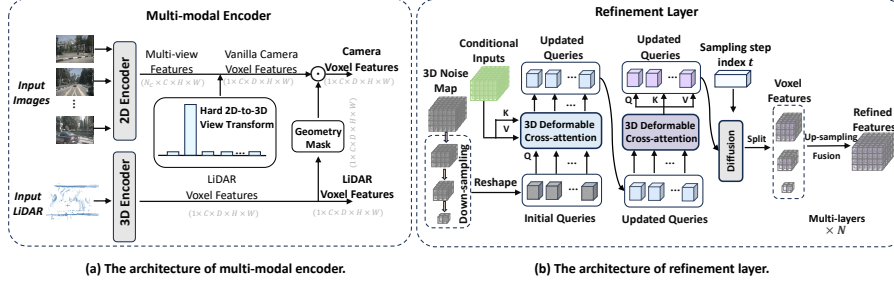 Multi-modal Encoder
Input
Images
2D Encoder
Multi-view
Features
(N_c × C × H × W)
Vanilla Camera
Voxel Features
(1 × C × D × H × W)
Camera
Voxel Features
(1 × C × D × H × W)
Hard 2D-to-3D
View Transform
Geometry
Mask
(1 × C × D × H × W)
Input
LiDAR
3D Encoder
LiDAR
Voxel Features
(1 × C × D × H × W)
LiDAR
Voxel Features
(1 × C × D × H × W)
(a) The architecture of multi-modal encoder.
Refinement Layer
3D Noise
Map
Conditional
Inputs
Updated
Queries
Updated
Queries
Sampling step
index t
K
V
Q
3D Deformable
Cross-attention
Q
K
V
3D Deformable
Cross-attention
Down-sampling
Reshape
Initial Queries
Updated Queries
Diffusion
Split
Voxel
Features
Up-sampling
Fusion
Refined
Features
Multi-layers
× N
(b) The architecture of refinement layer.